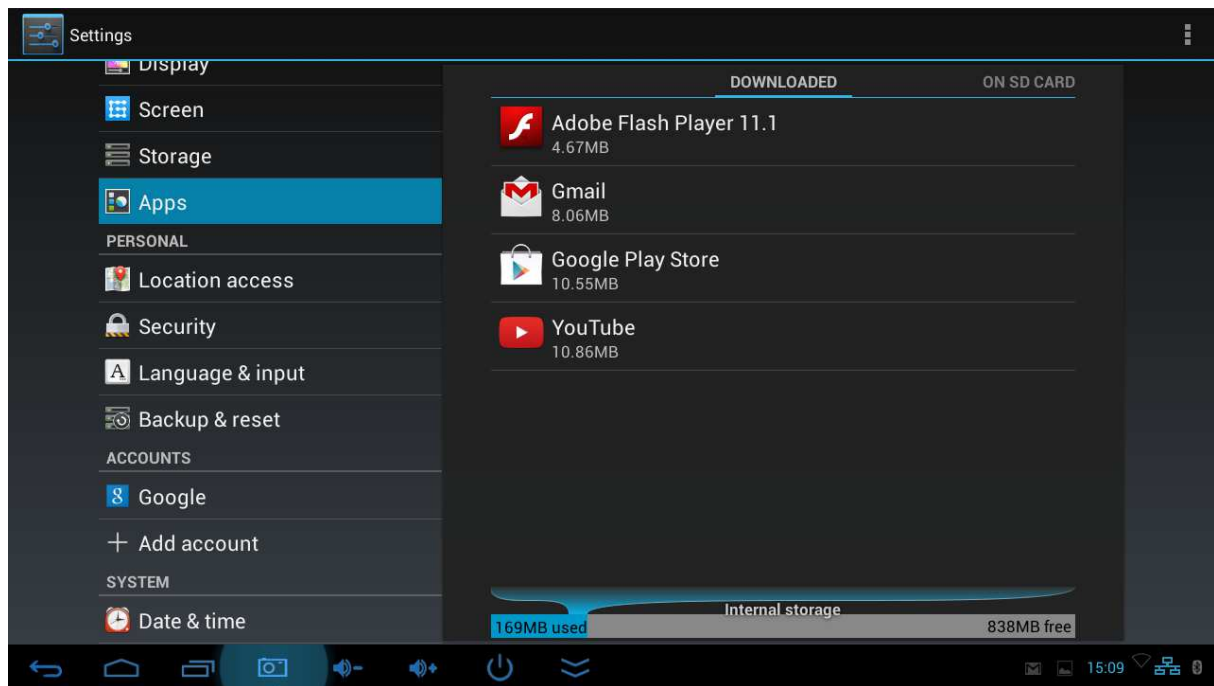 Settings
Display
Screen
Storage
Apps
PERSONAL
Location access
Security
Language & input
Backup & reset
ACCOUNTS
Google
Add account
SYSTEM
Date & time
DOWNLOADED
ON SD CARD
Adobe Flash Player 11.1
4.67MB
Gmail
8.06MB
Google Play Store
10.55MB
YouTube
10.86MB
Internal storage
169MB used
838MB free
15:09